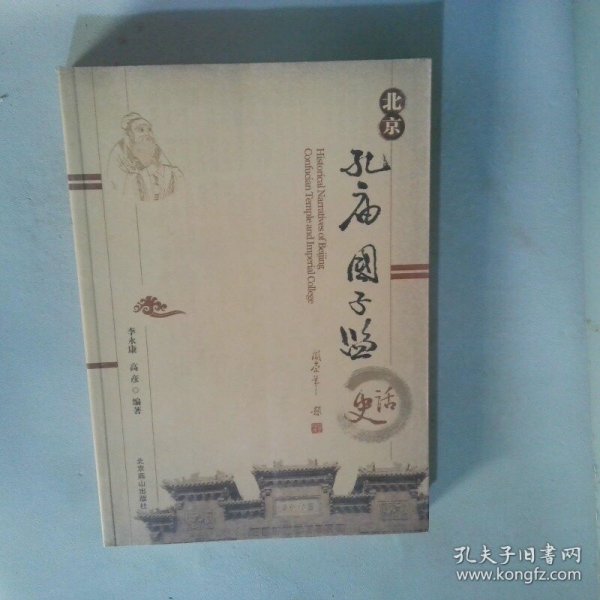 北京
孔庙 國子监
史话
Historical Narratives of Beijing
Confucian Temple and Imperial College
李永康 高彦◎编著
北京燕山出版社
孔夫子旧书网
www.kongfz.com